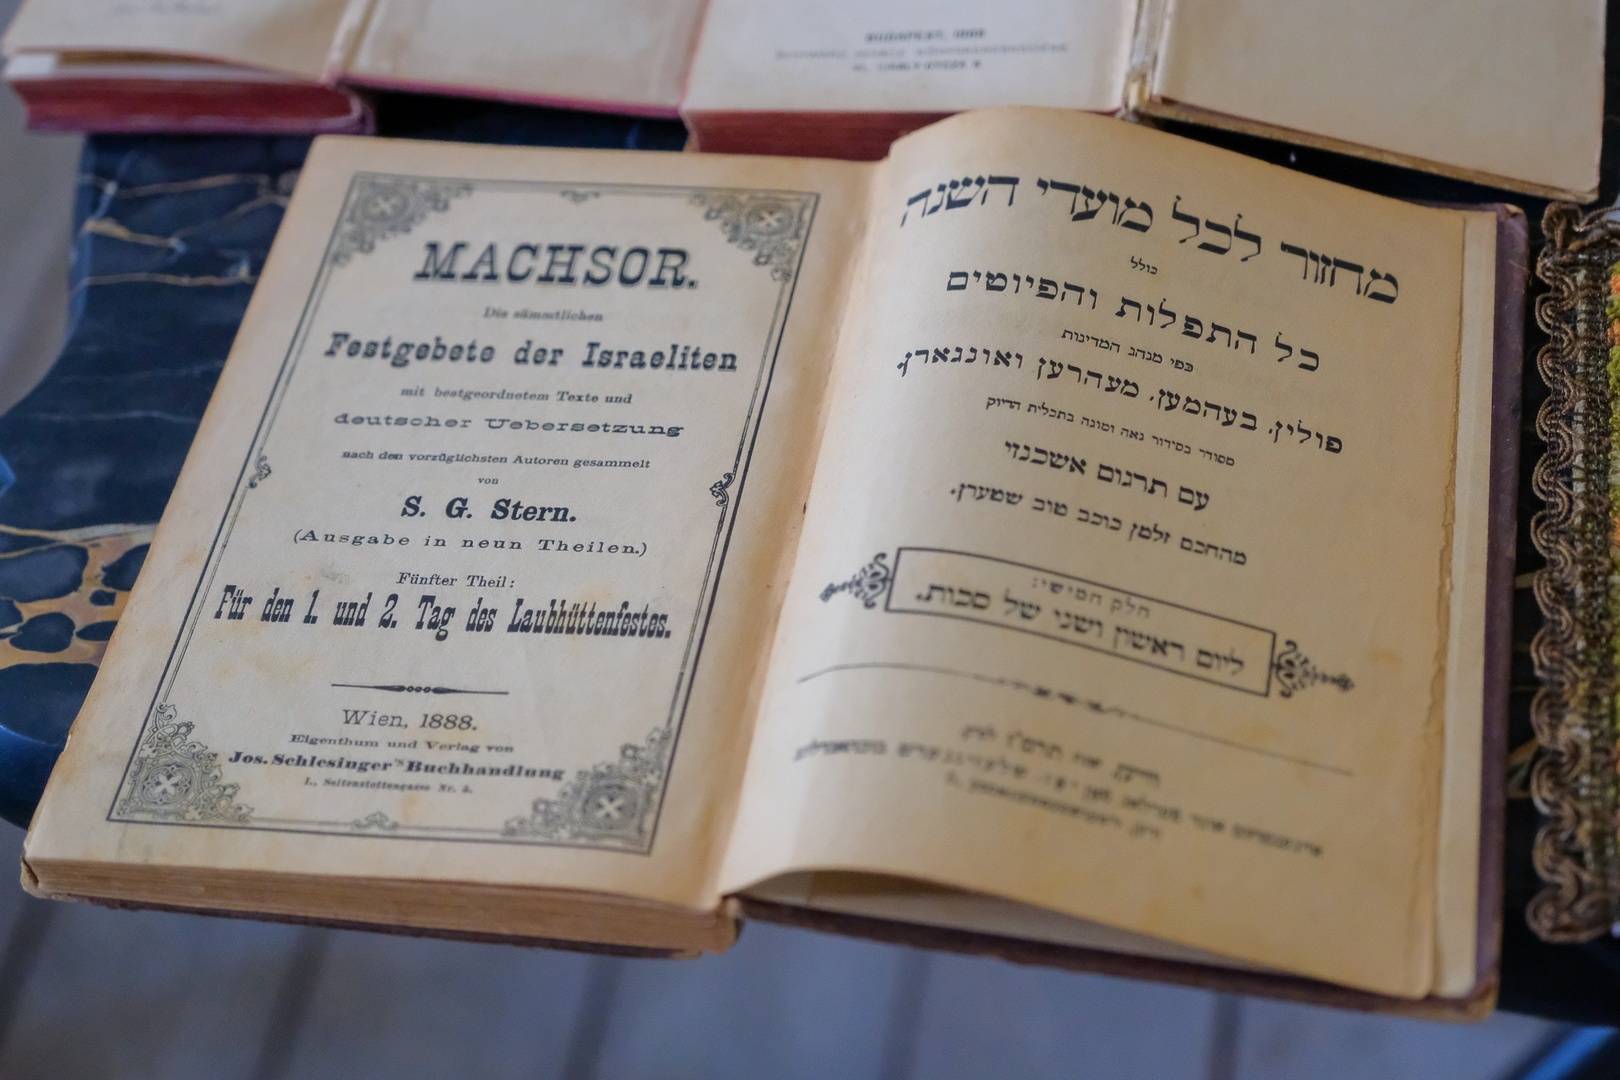 BUDAPEST, 1888
MACHSOR.
Die sämmtlichen
Festgebete der Israeliten
mit bestgeordnetem Texte und
deutscher Uebersetzung
nach den vorzüglichsten Autoren gesammelt
von
S. G. Stern.
(Ausgabe in neun Theilen.)
Fünfter Theil:
Für den 1. und 2. Tag des Laubhüttenfestes.
Wien, 1888.
Eigenthum und Verlag von
Jos. Schlesinger's Buchhandlung
I., Seitenstettengasse Nr. 5.
מחזור לכל מועדי השנה
כולל
כל התפלות והפיוטים
כפי מנהג המדינות
פולין, בעהמען, מעהרען ואונגארן.
מסודר בסידור נאה ומוגה בתכלית הדיוק
עם תרגום אשכנזי
מהחכם זלמן כוכב טוב שטערן.
חלק חמישי:
ליום ראשון ושני של סכות.